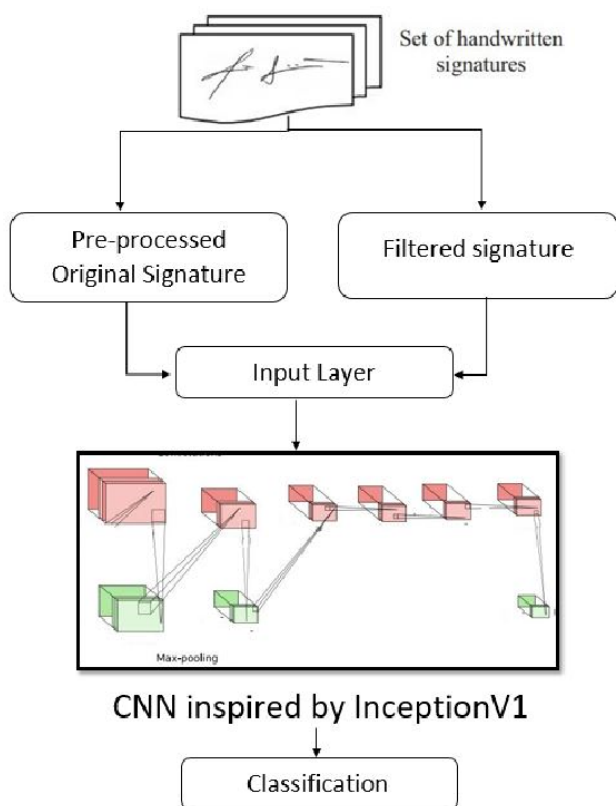 Set of handwritten
signatures
Pre-processed
Original Signature
Filtered signature
Input Layer
Max-pooling
CNN inspired by InceptionV1
Classification